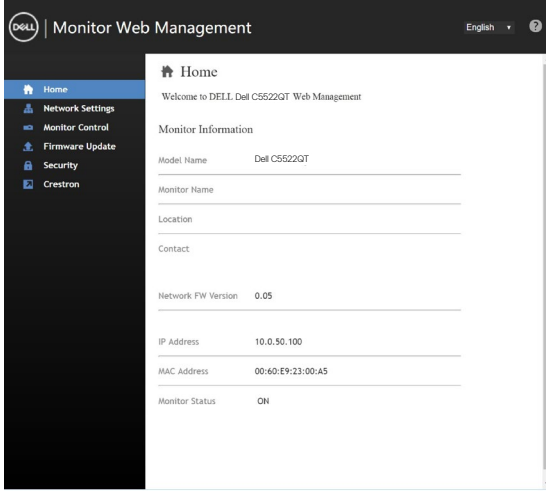 DELL | Monitor Web Management
English
?
Home
Network Settings
Monitor Control
Firmware Update
Security
Crestron
Home
Welcome to DELL Dell C5522QT Web Management
Monitor Information
Model Name Dell C5522QT
Monitor Name
Location
Contact
Network FW Version 0.05
IP Address 10.0.50.100
MAC Address 00:60:E9:23:00:A5
Monitor Status ON